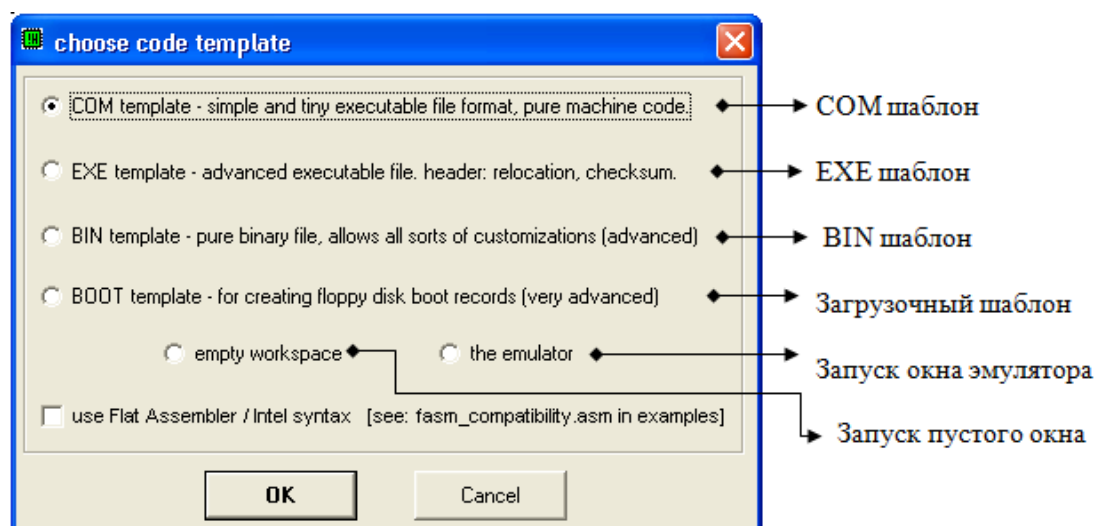 choose code template
COM template - simple and tiny executable file format, pure machine code.
COM шаблон
EXE template - advanced executable file. header: relocation, checksum.
EXE шаблон
BIN template - pure binary file, allows all sorts of customizations (advanced)
BIN шаблон
BOOT template - for creating floppy disk boot records (very advanced)
Загрузочный шаблон
empty workspace
the emulator
Запуск окна эмулятора
use Flat Assembler / Intel syntax [see: fasm_compatibility.asm in examples]
Запуск пустого окна
OK
Cancel